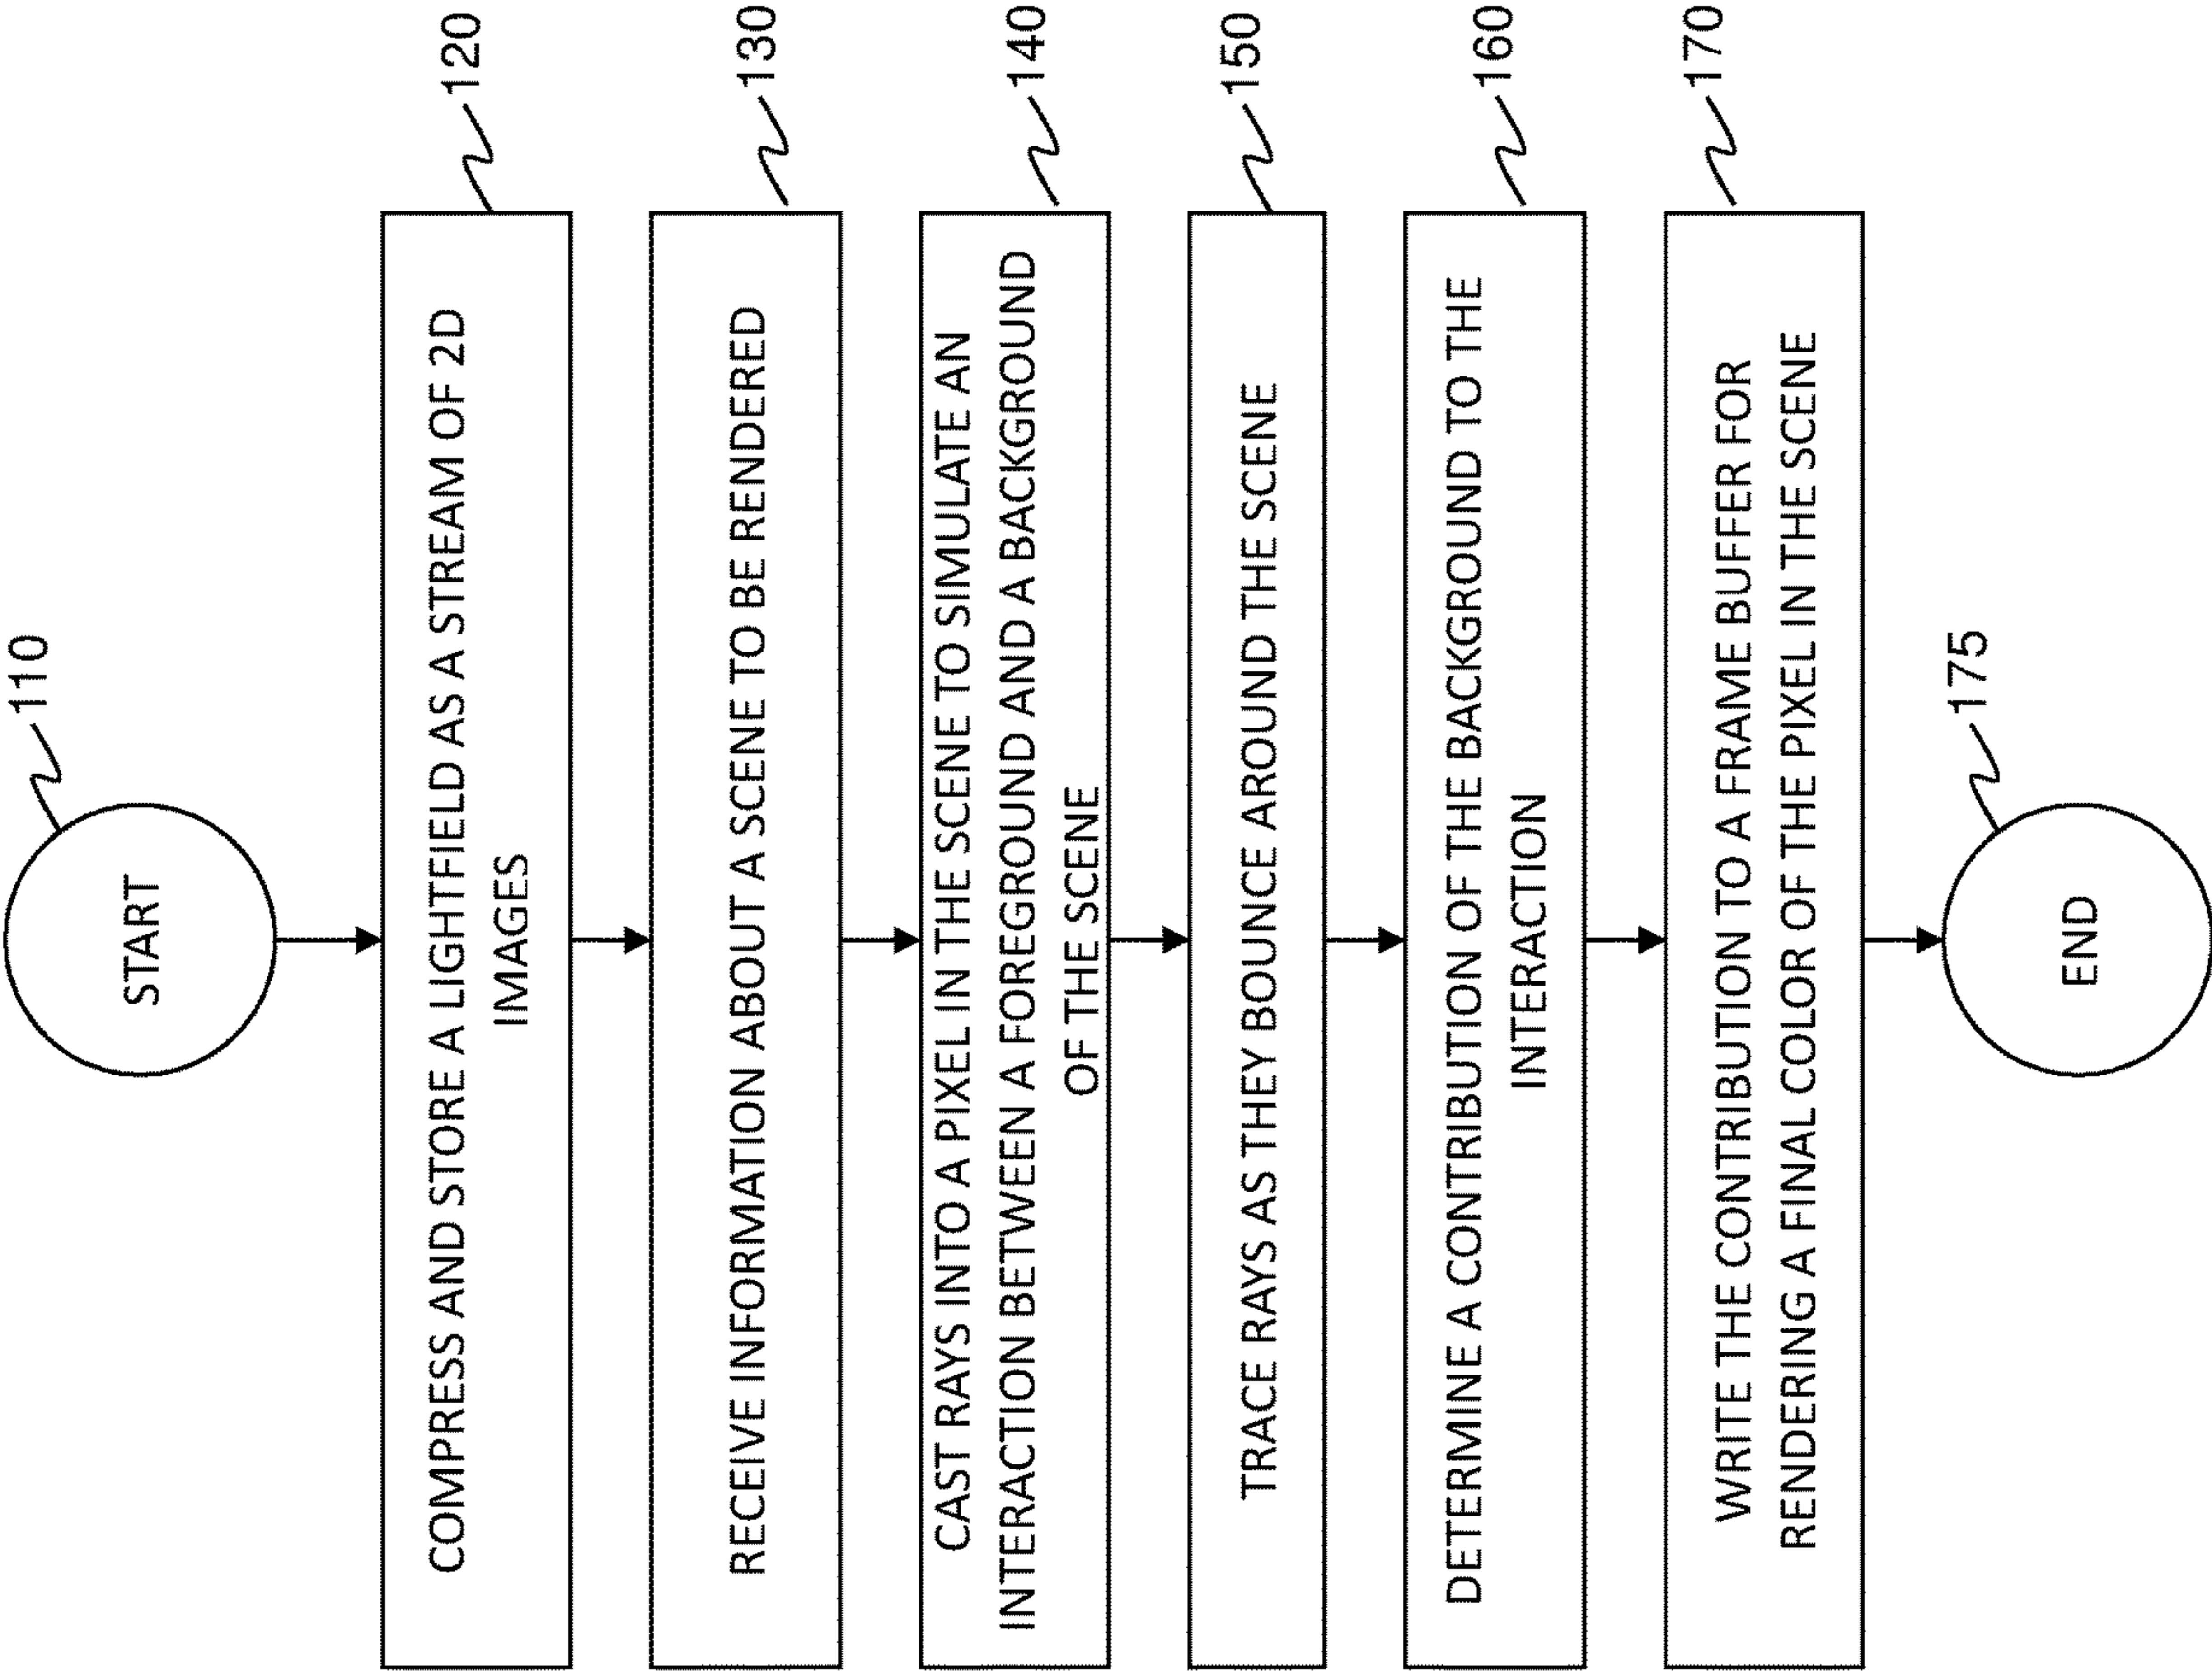 110
START
COMPRESS AND STORE A LIGHTFIELD AS A STREAM OF 2D
IMAGES
120
RECEIVE INFORMATION ABOUT A SCENE TO BE RENDERED
130
CAST RAYS INTO A PIXEL IN THE SCENE TO SIMULATE AN
INTERACTION BETWEEN A FOREGROUND AND A BACKGROUND
OF THE SCENE
140
TRACE RAYS AS THEY BOUNCE AROUND THE SCENE
150
DETERMINE A CONTRIBUTION OF THE BACKGROUND TO THE
INTERACTION
160
WRITE THE CONTRIBUTION TO A FRAME BUFFER FOR
RENDERING A FINAL COLOR OF THE PIXEL IN THE SCENE
170
175
END